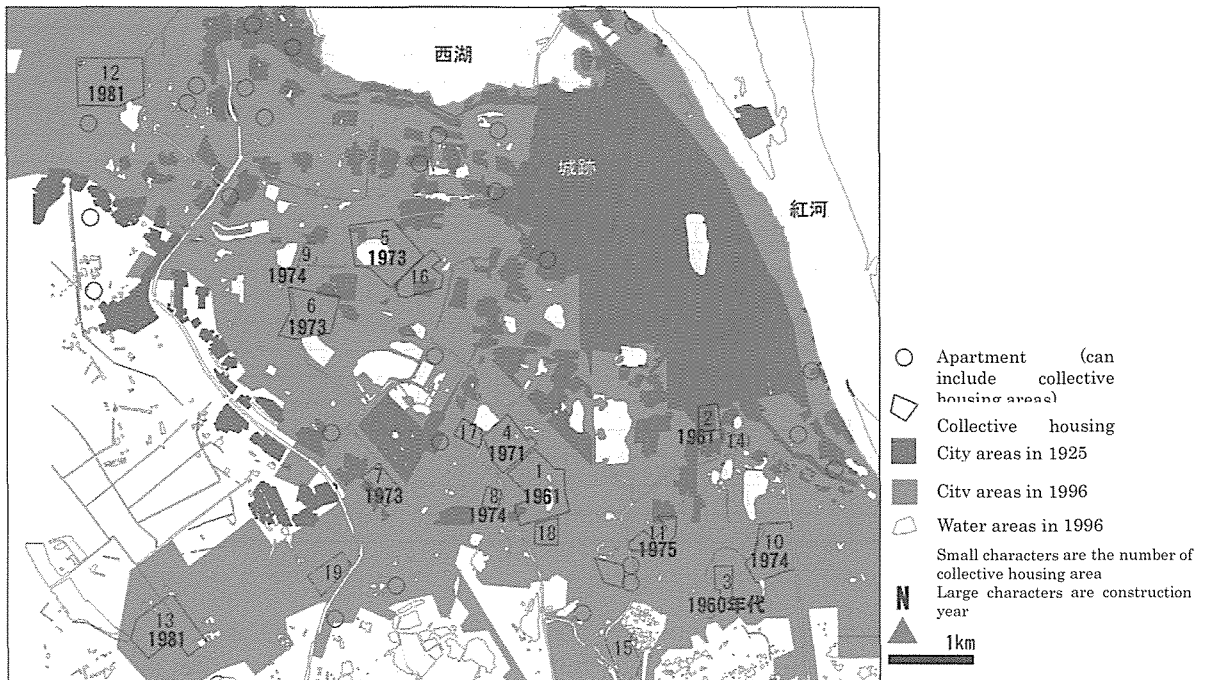 西湖
12
1981
城跡
紅河
5
1973
9
1974
16
6
1973
2
1961
14
17
4
1971
1
1961
7
1973
8
1974
18
11
1975
10
1974
3
1960年代
19
13
1981
15
Apartment (can
include collective
housing areas)
Collective housing
City areas in 1925
City areas in 1996
Water areas in 1996
Small characters are the number of
collective housing area
Large characters are construction
year
N
1km